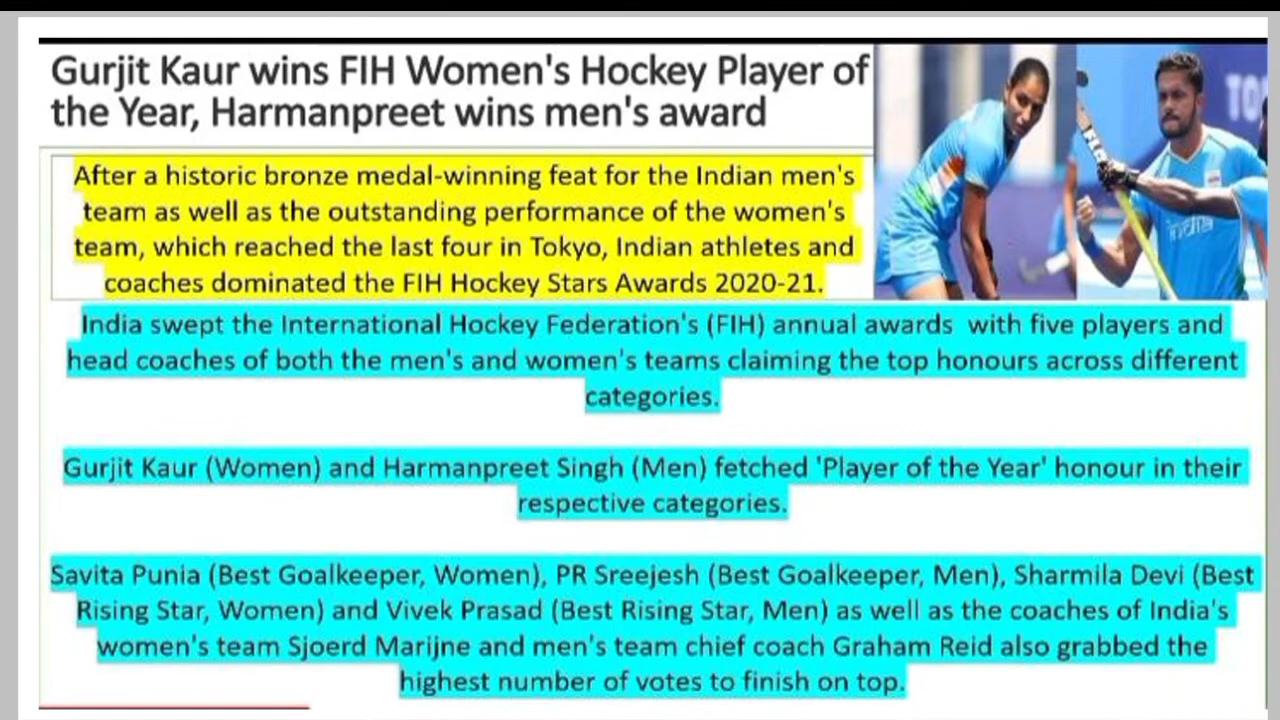 Gurjit Kaur wins FIH Women's Hockey Player of
the Year, Harmanpreet wins men's award
After a historic bronze medal-winning feat for the Indian men's
team as well as the outstanding performance of the women's
team, which reached the last four in Tokyo, Indian athletes and
coaches dominated the FIH Hockey Stars Awards 2020-21.
TO
india
India swept the International Hockey Federation's (FIH) annual awards with five players and
head coaches of both the men's and women's teams claiming the top honours across different
categories.
Gurjit Kaur (Women) and Harmanpreet Singh (Men) fetched 'Player of the Year' honour in their
respective categories.
Savita Punia (Best Goalkeeper, Women), PR Sreejesh (Best Goalkeeper, Men), Sharmila Devi (Best
Rising Star, Women) and Vivek Prasad (Best Rising Star, Men) as well as the coaches of India's
women's team Sjoerd Marijne and men's team chief coach Graham Reid also grabbed the
highest number of votes to finish on top.